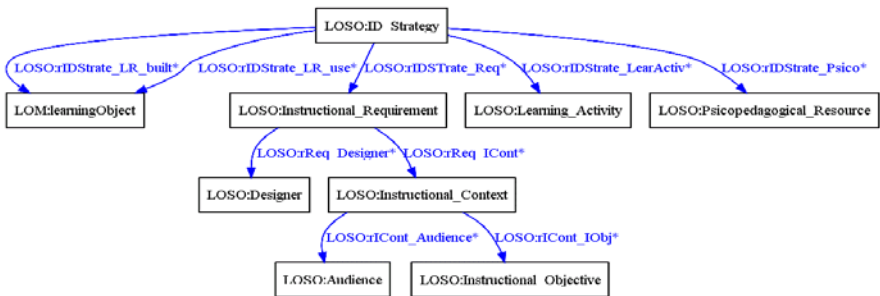 LOSO:ID Strategy
LOSO:rIDStrate_LR_built*
LOSO:rIDStrate_LR_use*
LOSO:rIDSTrate_Req*
LOSO:rIDStrate_LearActiv*
LOSO:rIDStrate_Psico*
LOM:learningObject
LOSO:Instructional_Requirement
LOSO:Learning_Activity
LOSO:Psicopedagogical_Resource
LOSO:rReq Designer*
LOSO:rReq ICont*
LOSO:Designer
LOSO:Instructional_Context
LOSO:rICont_Audience*
LOSO:rICont_IObj*
LOSO:Audience
LOSO:Instructional Objective